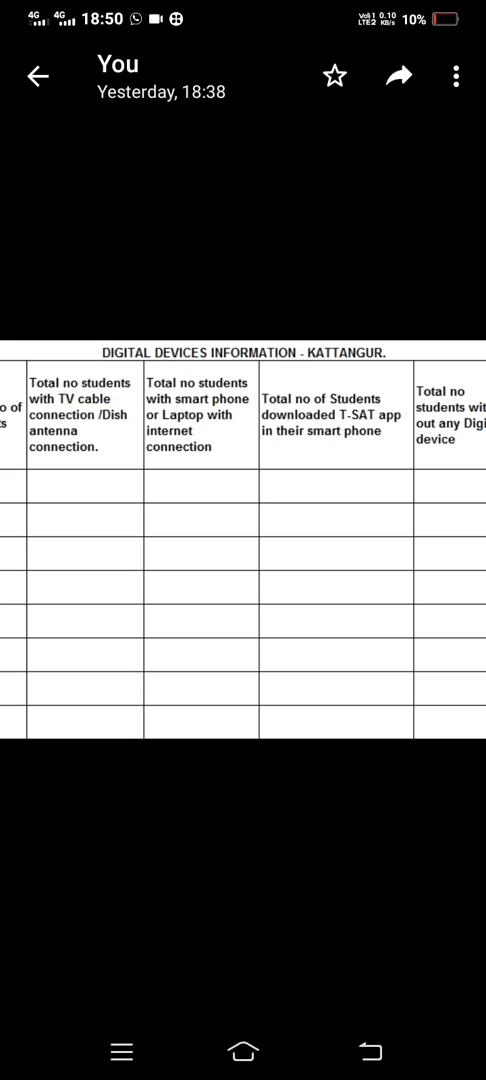 4G 4G 18:50 10%
You
Yesterday, 18:38
DIGITAL DEVICES INFORMATION - KATTANGUR.
Total no students
with TV cable
connection /Dish
antenna
connection.
Total no students
with smart phone
or Laptop with
internet
connection
Total no of Students
downloaded T-SAT app
in their smart phone
Total no
students
out any
device